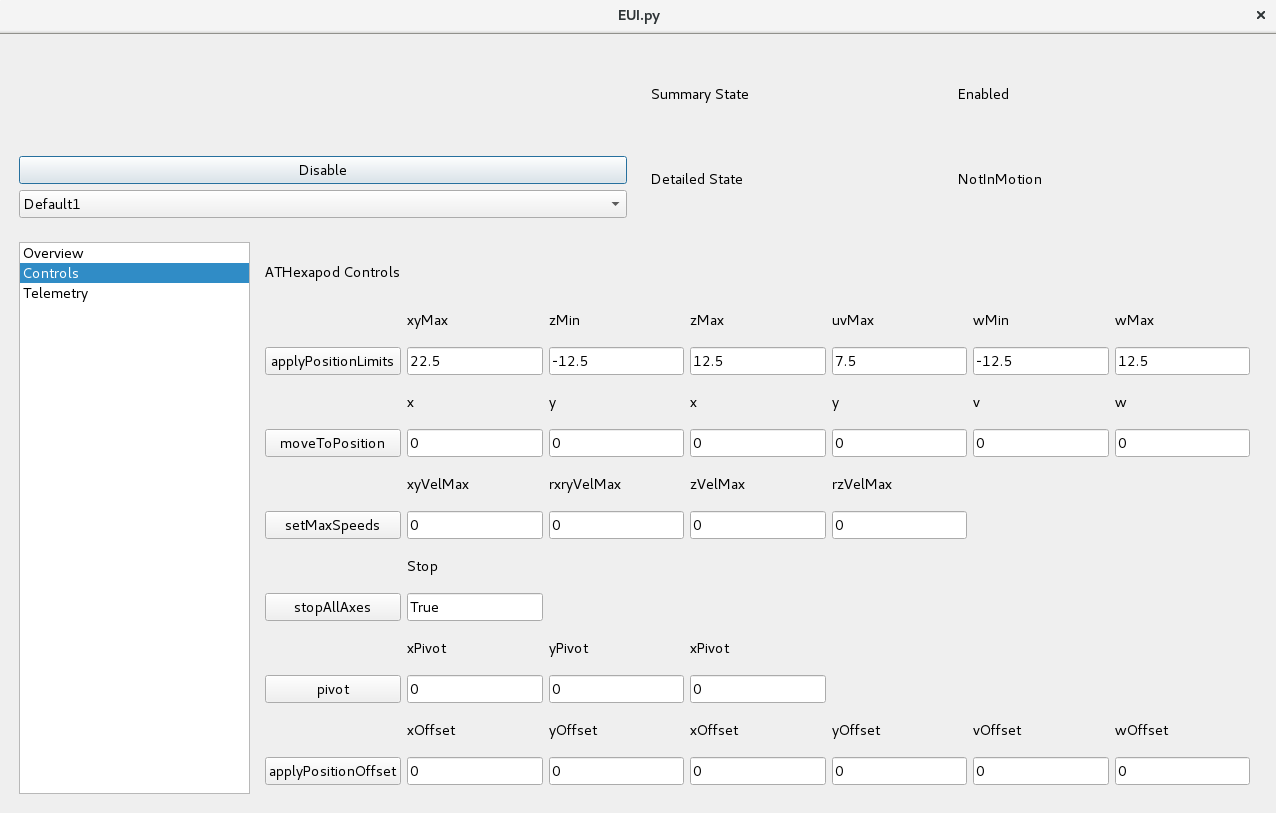 EUI.py
Summary State Enabled
Disable
Detailed State NotInMotion
Default1
Overview
Controls
Telemetry
ATHexapod Controls
xyMax zMin zMax uvMax wMin wMax
applyPositionLimits 22.5 -12.5 12.5 7.5 -12.5 12.5
x y x y v w
moveToPosition 0 0 0 0 0 0
xyVelMax rxryVelMax zVelMax rzVelMax
setMaxSpeeds 0 0 0 0
Stop
stopAllAxes True
xPivot yPivot xPivot
pivot 0 0 0
xOffset yOffset xOffset yOffset vOffset wOffset
applyPositionOffset 0 0 0 0 0 0